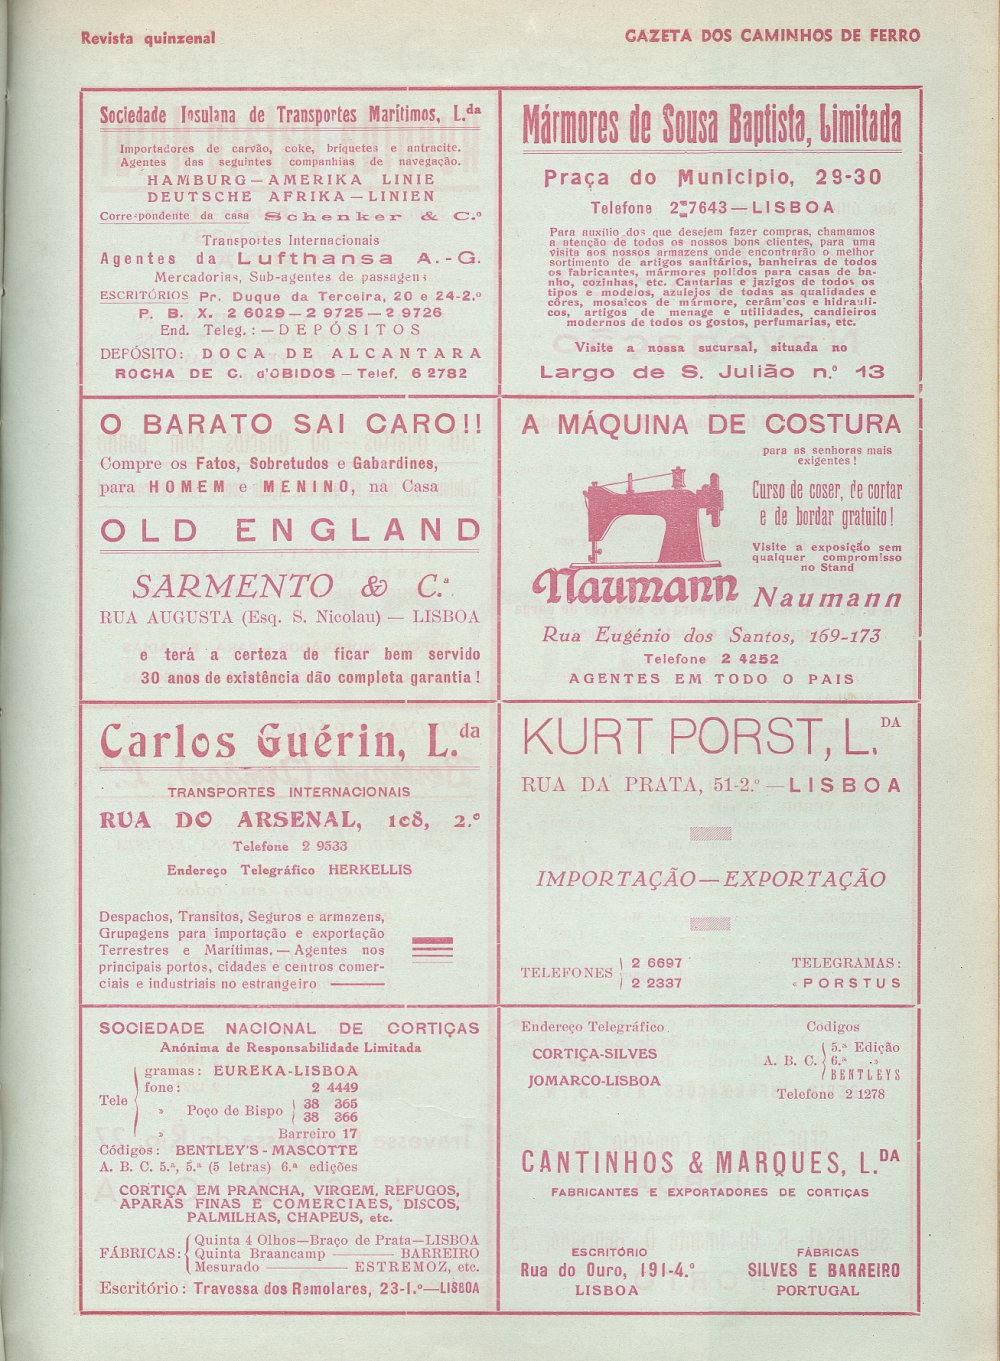 Revista quinzenal
GAZETA DOS CAMINHOS DE FERRO
Sociedade Insulana de Transportes Marítimos, L.da
Importadores de carvão, coke, briquetes e antracite.
Agentes das seguintes companhias de navegação.
HAMBURG — AMERIKA LINIE
DEUTSCHE AFRIKA — LINIEN
Correspondente da casa Schenker & C.º
Transportes Internacionais
Agentes da Lufthansa A.-G.
Mercadorias, Sub-agentes de passagens
ESCRITÓRIOS Pr. Duque da Terceira, 20 e 24-2.º
P. B. X. 2 6029 — 2 9725 — 2 9726
End. Teleg.: — DEPÓSITOS
DEPÓSITO: DOCA DE ALCANTARA
ROCHA DE C. d'OBIDOS — Telef. 6 2782
Mármores de Sousa Baptista, Limitada
Praça do Municipio, 29-30
Telefone 2 7643 — LISBOA
Para auxilio dos que desejem fazer compras, chamamos
a atenção de todos os nossos bons clientes, para uma
visita aos nossos armazens onde encontrarão o melhor
sortimento de artigos sanitários, banheiras de todos
os fabricantes, mármores polidos para casas de ba-
nho, cozinhas, etc. Cantarias e jazigos de todos os
tipos e modelos, azulejos de todas as qualidades e
côres, mosaicos de mármore, cerâmicos e hidrauli-
cos, artigos de menage e utilidades, candieiros
modernos de todos os gostos, perfumarias, etc.
Visite a nossa sucursal, situada no
Largo de S. Julião n.º 13
O BARATO SAI CARO!!
Compre os Fatos, Sobretudos e Gabardines,
para HOMEM e MENINO, na Casa
OLD ENGLAND
SARMENTO & C.ª
RUA AUGUSTA (Esq. S. Nicolau) — LISBOA
e terá a certeza de ficar bem servido
30 anos de existência dão completa garantia!
A MÁQUINA DE COSTURA
para as senhoras mais
exigentes!
Curso de coser, de cortar
e de bordar gratuito!
Visite a exposição sem
qualquer compromisso
no Stand
Naumann
Naumann
Rua Eugénio dos Santos, 169-173
Telefone 2 4252
AGENTES EM TODO O PAIS
Carlos Guérin, L.da
TRANSPORTES INTERNACIONAIS
RUA DO ARSENAL, 108, 2.º
Telefone 2 9533
Endereço Telegráfico HERKELLIS
Despachos, Transitos, Seguros e armazens,
Grupagens para importação e exportação
Terrestres e Marítimas. — Agentes nos
principais portos, cidades e centros comer-
ciais e industriais no estrangeiro
KURT PORST, L.DA
RUA DA PRATA, 51-2.º — LISBOA
IMPORTAÇÃO — EXPORTAÇÃO
TELEFONES 2 6697
2 2337
TELEGRAMAS:
« PORSTUS
SOCIEDADE NACIONAL DE CORTIÇAS
Anónima de Responsabilidade Limitada
Tele gramas: EUREKA-LISBOA
fone: 2 4449
» Poço de Bispo 38 365
38 366
» Barreiro 17
Códigos: BENTLEY'S - MASCOTTE
A. B. C. 5.ª, 5.ª (5 letras) 6.ª edições
CORTIÇA EM PRANCHA, VIRGEM, REFUGOS,
APARAS FINAS E COMERCIAES, DISCOS,
PALMILHAS, CHAPEUS, etc.
FÁBRICAS: Quinta 4 Olhos—Braço de Prata—LISBOA
Quinta Braancamp — BARREIRO
Mesurado — ESTREMOZ, etc.
Escritório: Travessa dos Remolares, 23-1.º—LISBOA
Endereço Telegráfico
CORTIÇA-SILVES
JOMARCO-LISBOA
Codigos
A. B. C. 5.ª Edição
6.ª »
BENTLEYS
Telefone 2 1278
CANTINHOS & MARQUES, L.DA
FABRICANTES E EXPORTADORES DE CORTIÇAS
ESCRITÓRIO
Rua do Ouro, 191-4.º
LISBOA
FÁBRICAS
SILVES E BARREIRO
PORTUGAL